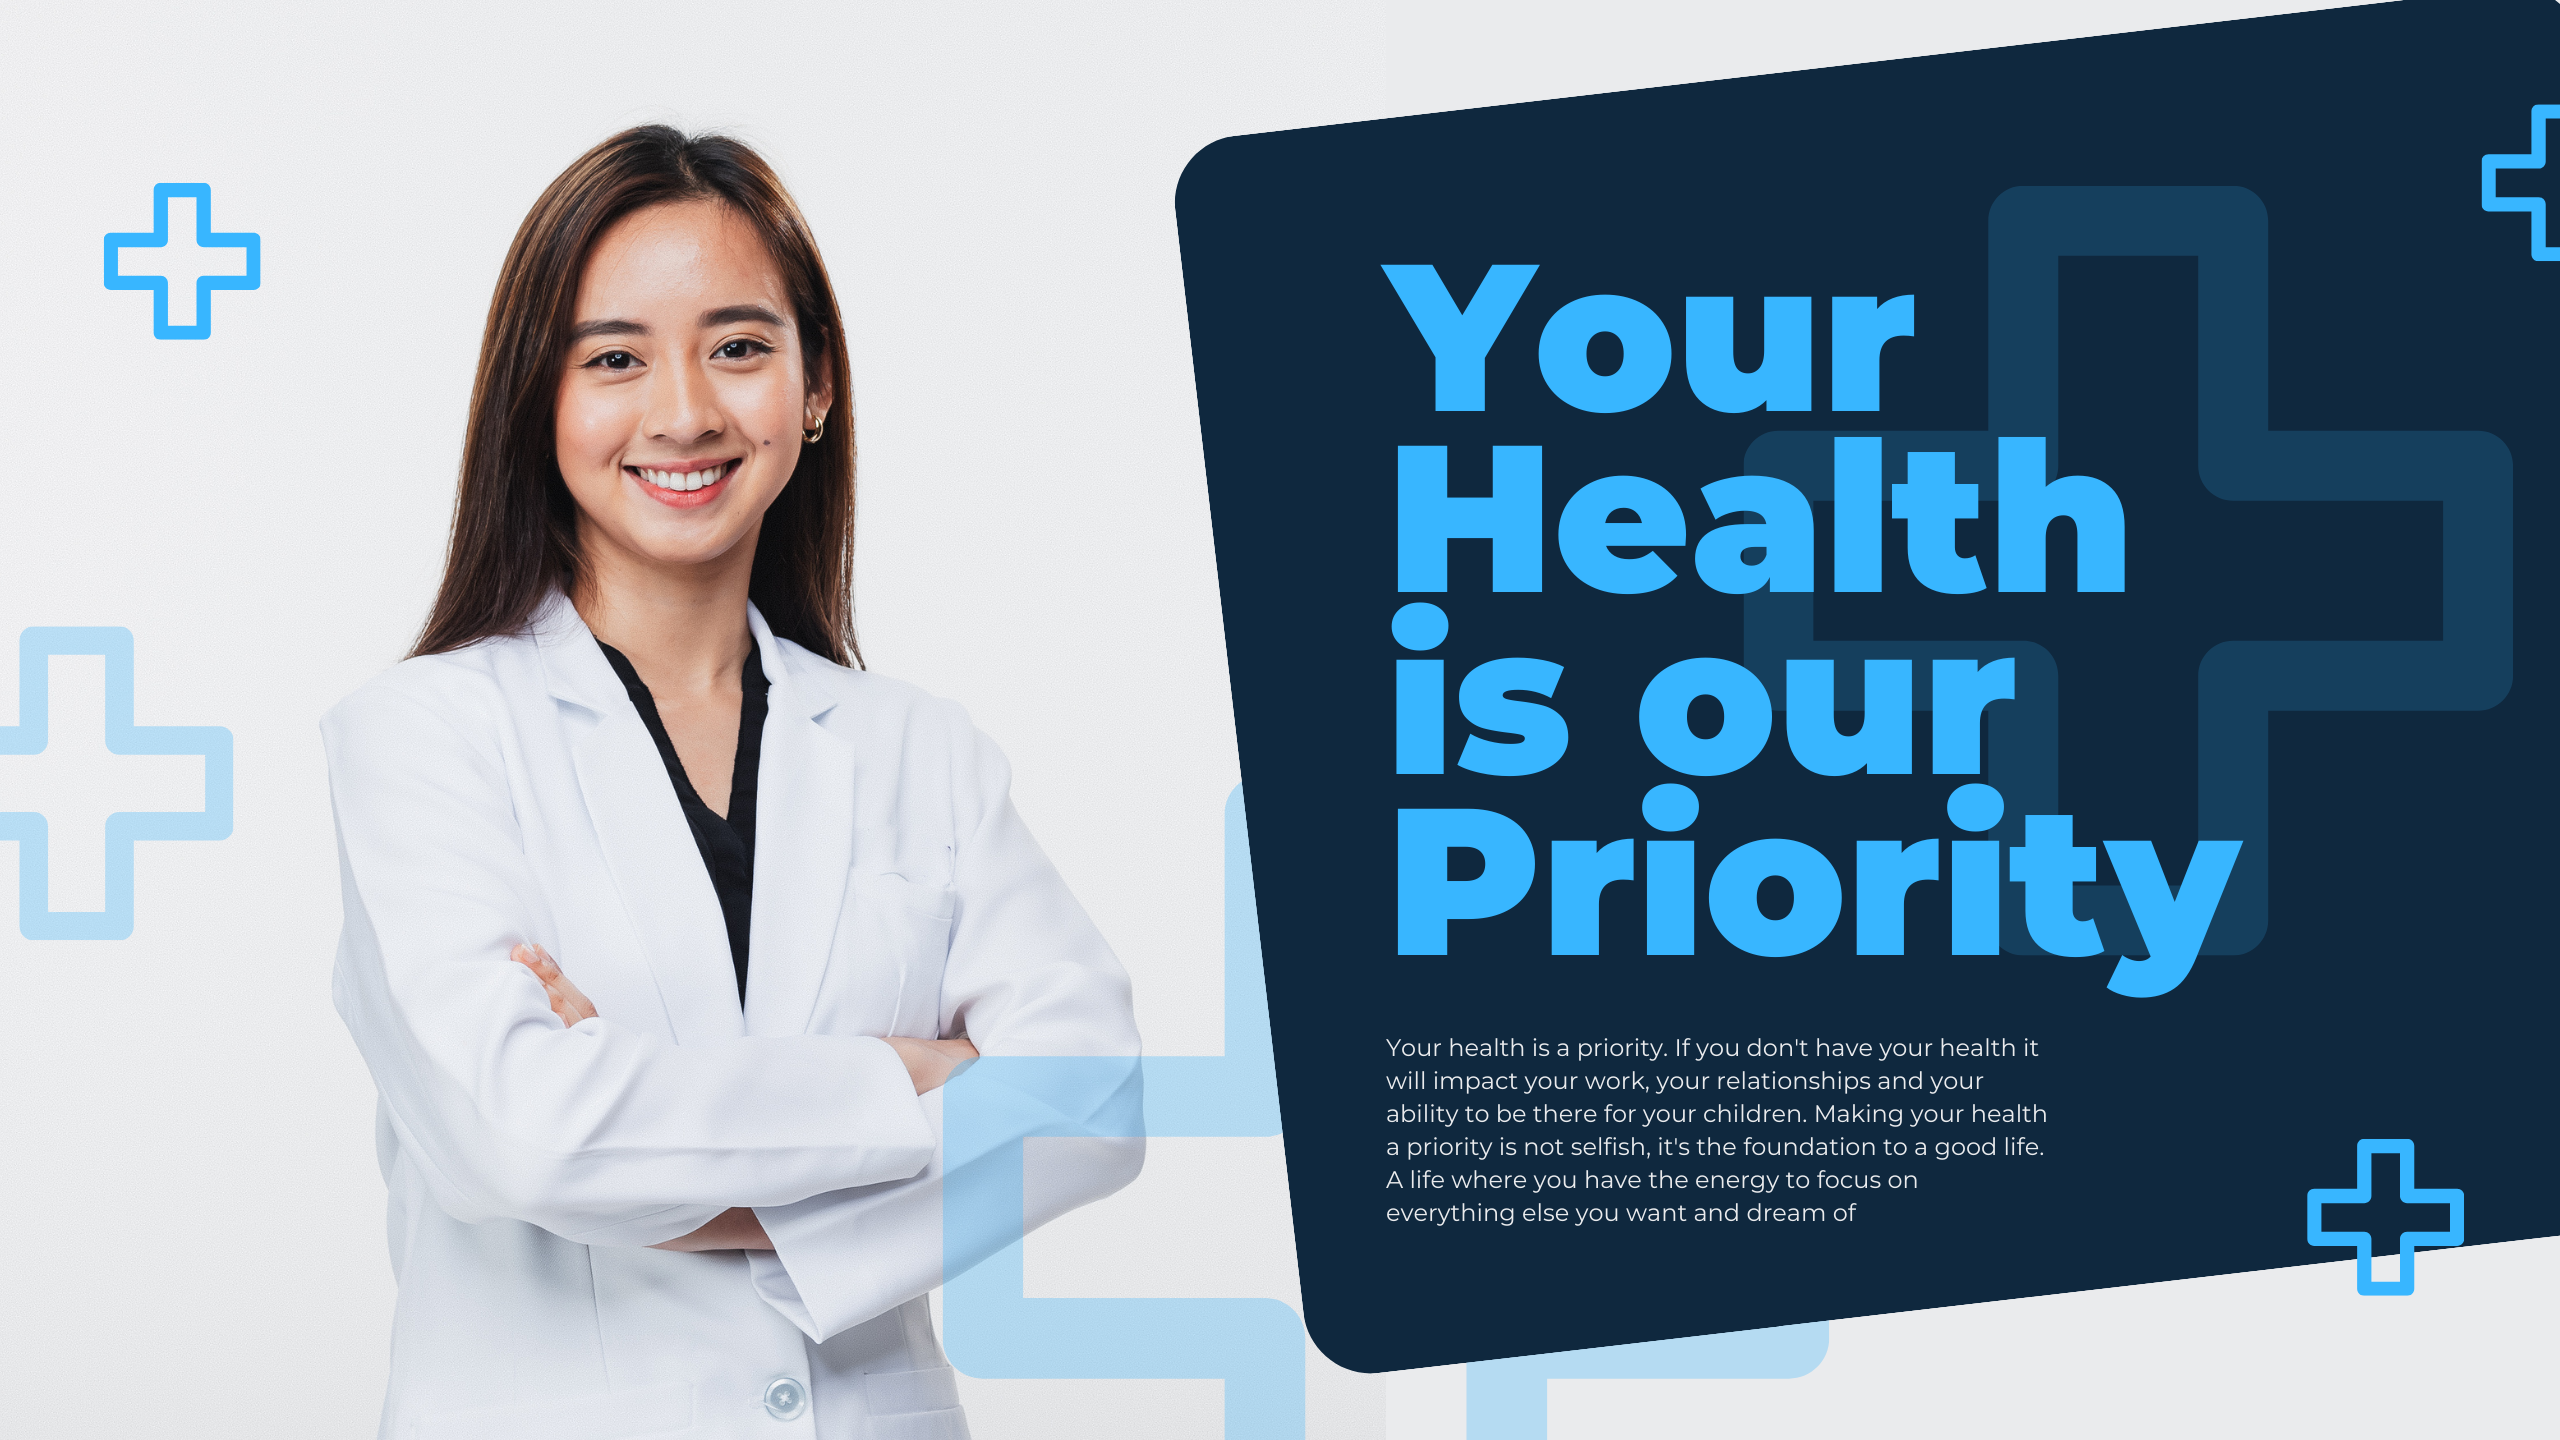 Your
Health
is our
Priority
Your health is a priority. If you don't have your health it
will impact your work, your relationships and your
ability to be there for your children. Making your health
a priority is not selfish, it's the foundation to a good life.
A life where you have the energy to focus on
everything else you want and dream of